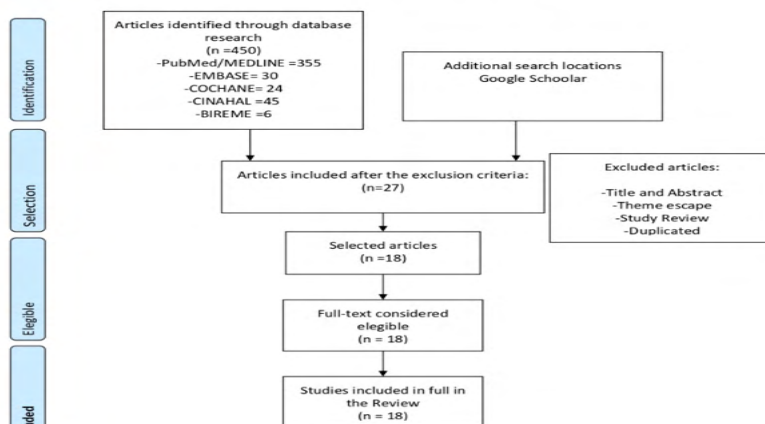 Identification
Articles identified through database
research
(n =450)
-PubMed/MEDLINE =355
-EMBASE= 30
-COCHANE= 24
-CINAHAL =45
-BIREME =6
Additional search locations
Google Schoolar
Selection
Articles included after the exclusion criteria:
(n=27)
Excluded articles:
-Title and Abstract
-Theme escape
-Study Review
-Duplicated
Selected articles
(n =18)
Elegible
Full-text considered
elegible
(n = 18)
Studies included in full in
the Review
(n = 18)